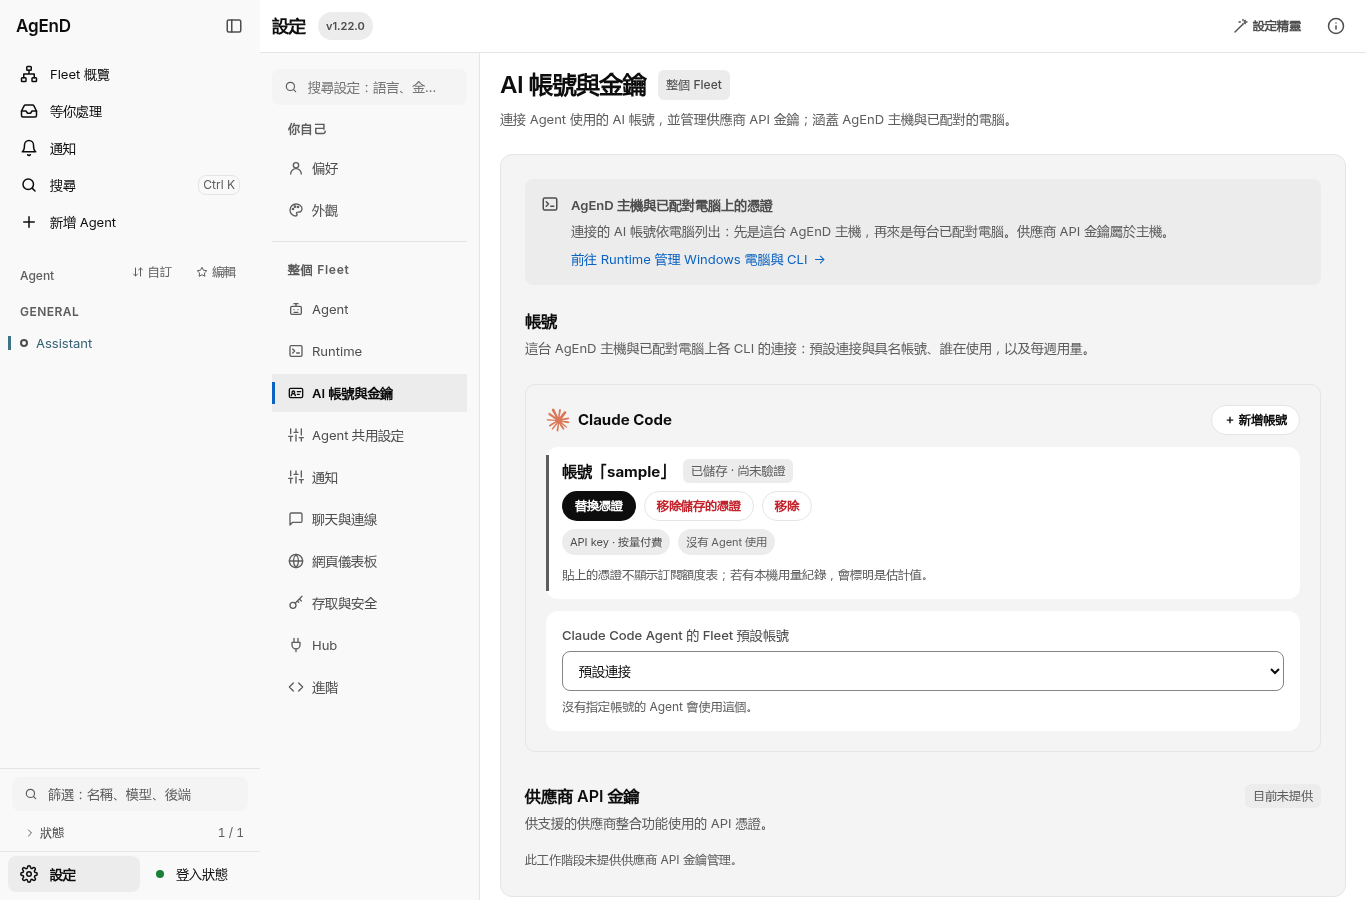 AgEnD
Fleet 概覽
等你處理
通知
搜尋
Ctrl K
新增 Agent
Agent
自訂
編輯
GENERAL
Assistant
篩選：名稱、模型、後端
狀態
1 / 1
設定
登入狀態
設定
v1.22.0
設定精靈
搜尋設定：語言、金...
你自己
偏好
外觀
整個 Fleet
Agent
Runtime
AI 帳號與金鑰
Agent 共用設定
通知
聊天與連線
網頁儀表板
存取與安全
Hub
進階
AI 帳號與金鑰
整個 Fleet
連接 Agent 使用的 AI 帳號，並管理供應商 API 金鑰；涵蓋 AgEnD 主機與已配對的電腦。
AgEnD 主機與已配對電腦上的憑證
連接的 AI 帳號依電腦列出：先是這台 AgEnD 主機，再來是每台已配對電腦。供應商 API 金鑰屬於主機。
前往 Runtime 管理 Windows 電腦與 CLI →
帳號
這台 AgEnD 主機與已配對電腦上各 CLI 的連接：預設連接與具名帳號、誰在使用，以及每週用量。
Claude Code
+ 新增帳號
帳號「sample」
已儲存 · 尚未驗證
替換憑證
移除儲存的憑證
移除
API key · 按量付費
沒有 Agent 使用
貼上的憑證不顯示訂閱額度表；若有本機用量紀錄，會標明是估計值。
Claude Code Agent 的 Fleet 預設帳號
預設連接
沒有指定帳號的 Agent 會使用這個。
供應商 API 金鑰
目前未提供
供支援的供應商整合功能使用的 API 憑證。
此工作階段未提供供應商 API 金鑰管理。